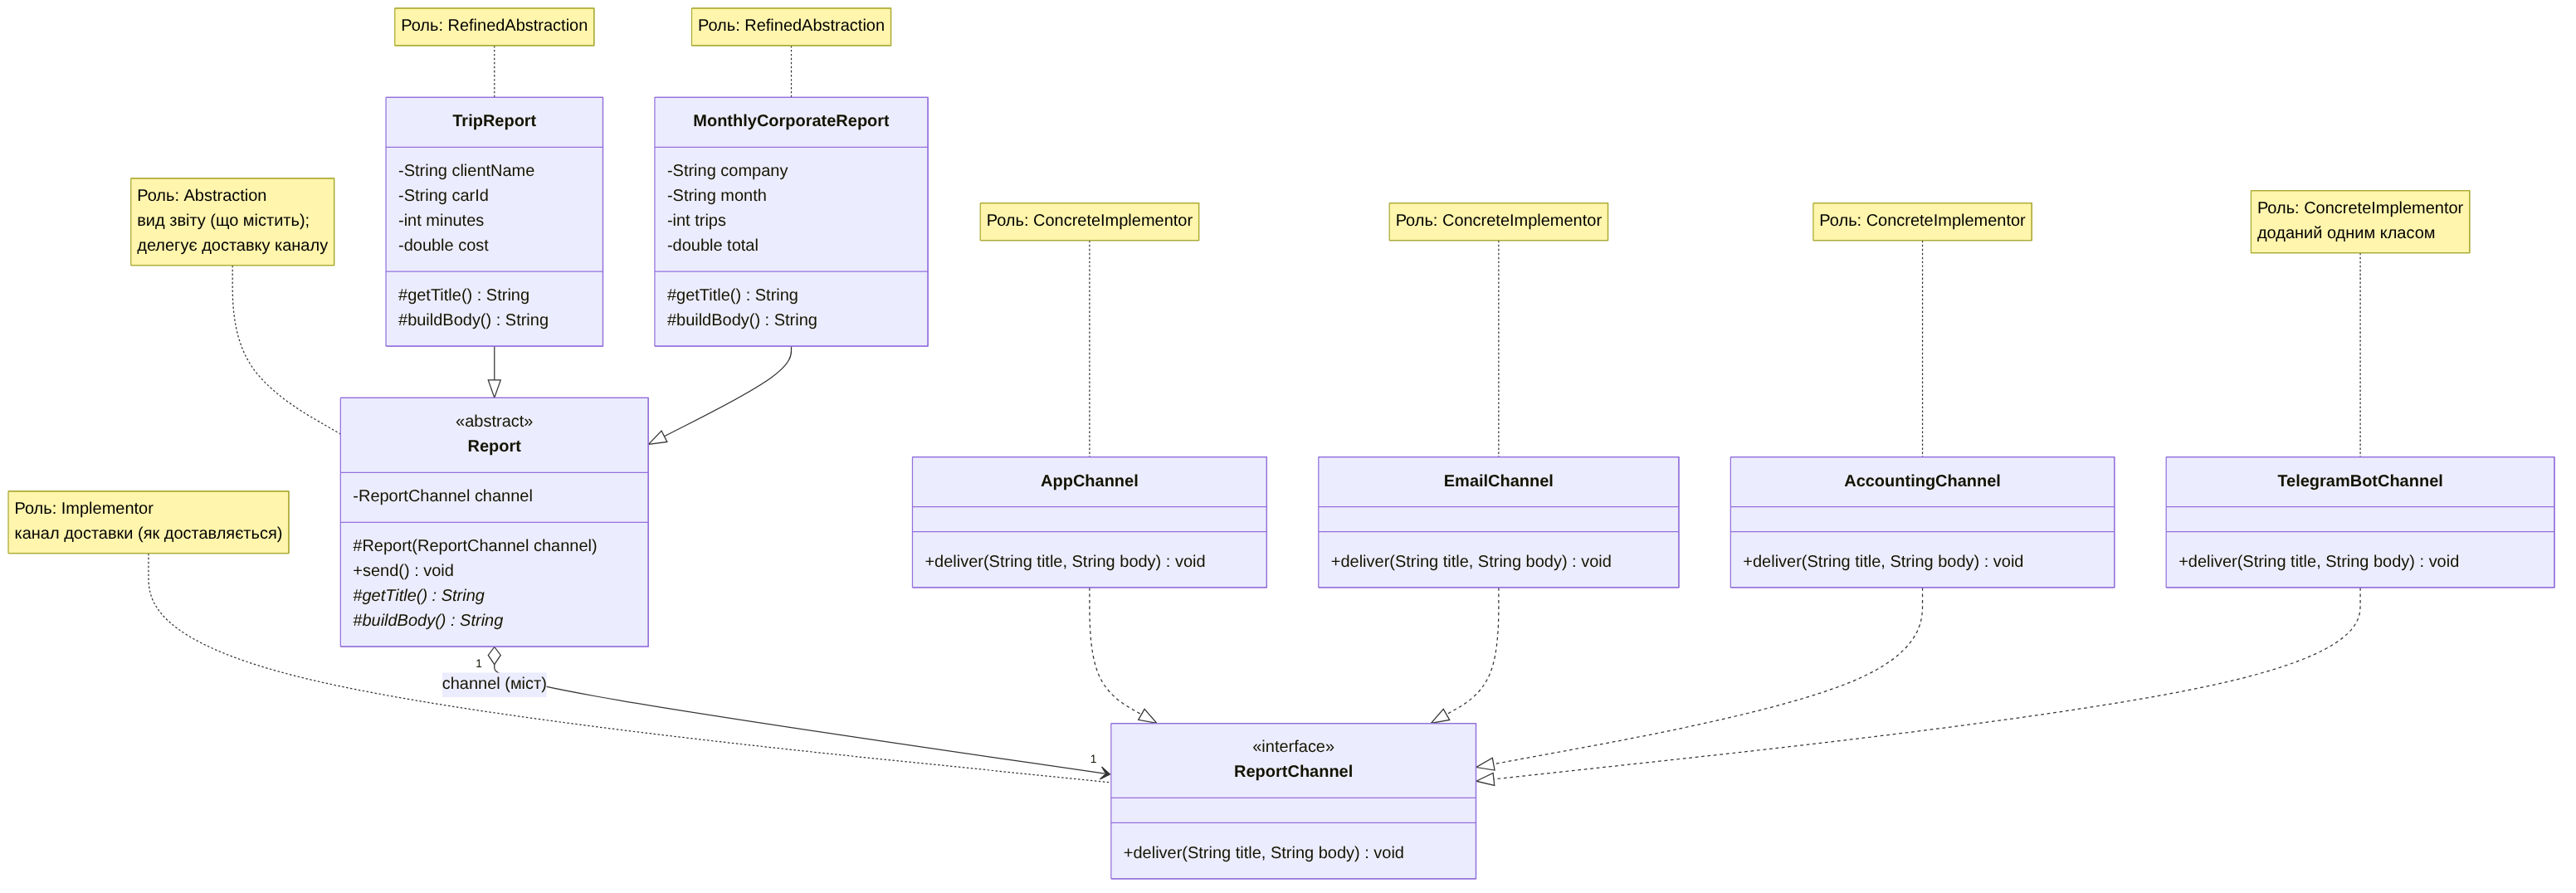 Роль: RefinedAbstraction
Роль: RefinedAbstraction
TripReport
-String clientName
-String carId
-int minutes
-double cost
#getTitle() : String
#buildBody() : String
MonthlyCorporateReport
-String company
-String month
-int trips
-double total
#getTitle() : String
#buildBody() : String
Роль: Abstraction
вид звіту (що містить);
делегує доставку каналу
Роль: ConcreteImplementor
Роль: ConcreteImplementor
Роль: ConcreteImplementor
Роль: ConcreteImplementor
доданий одним класом
«abstract»
Report
-ReportChannel channel
#Report(ReportChannel channel)
+send() : void
#getTitle() : String
#buildBody() : String
Роль: Implementor
канал доставки (як доставляється)
AppChannel
+deliver(String title, String body) : void
EmailChannel
+deliver(String title, String body) : void
AccountingChannel
+deliver(String title, String body) : void
TelegramBotChannel
+deliver(String title, String body) : void
1
channel (міст)
1
«interface»
ReportChannel
+deliver(String title, String body) : void